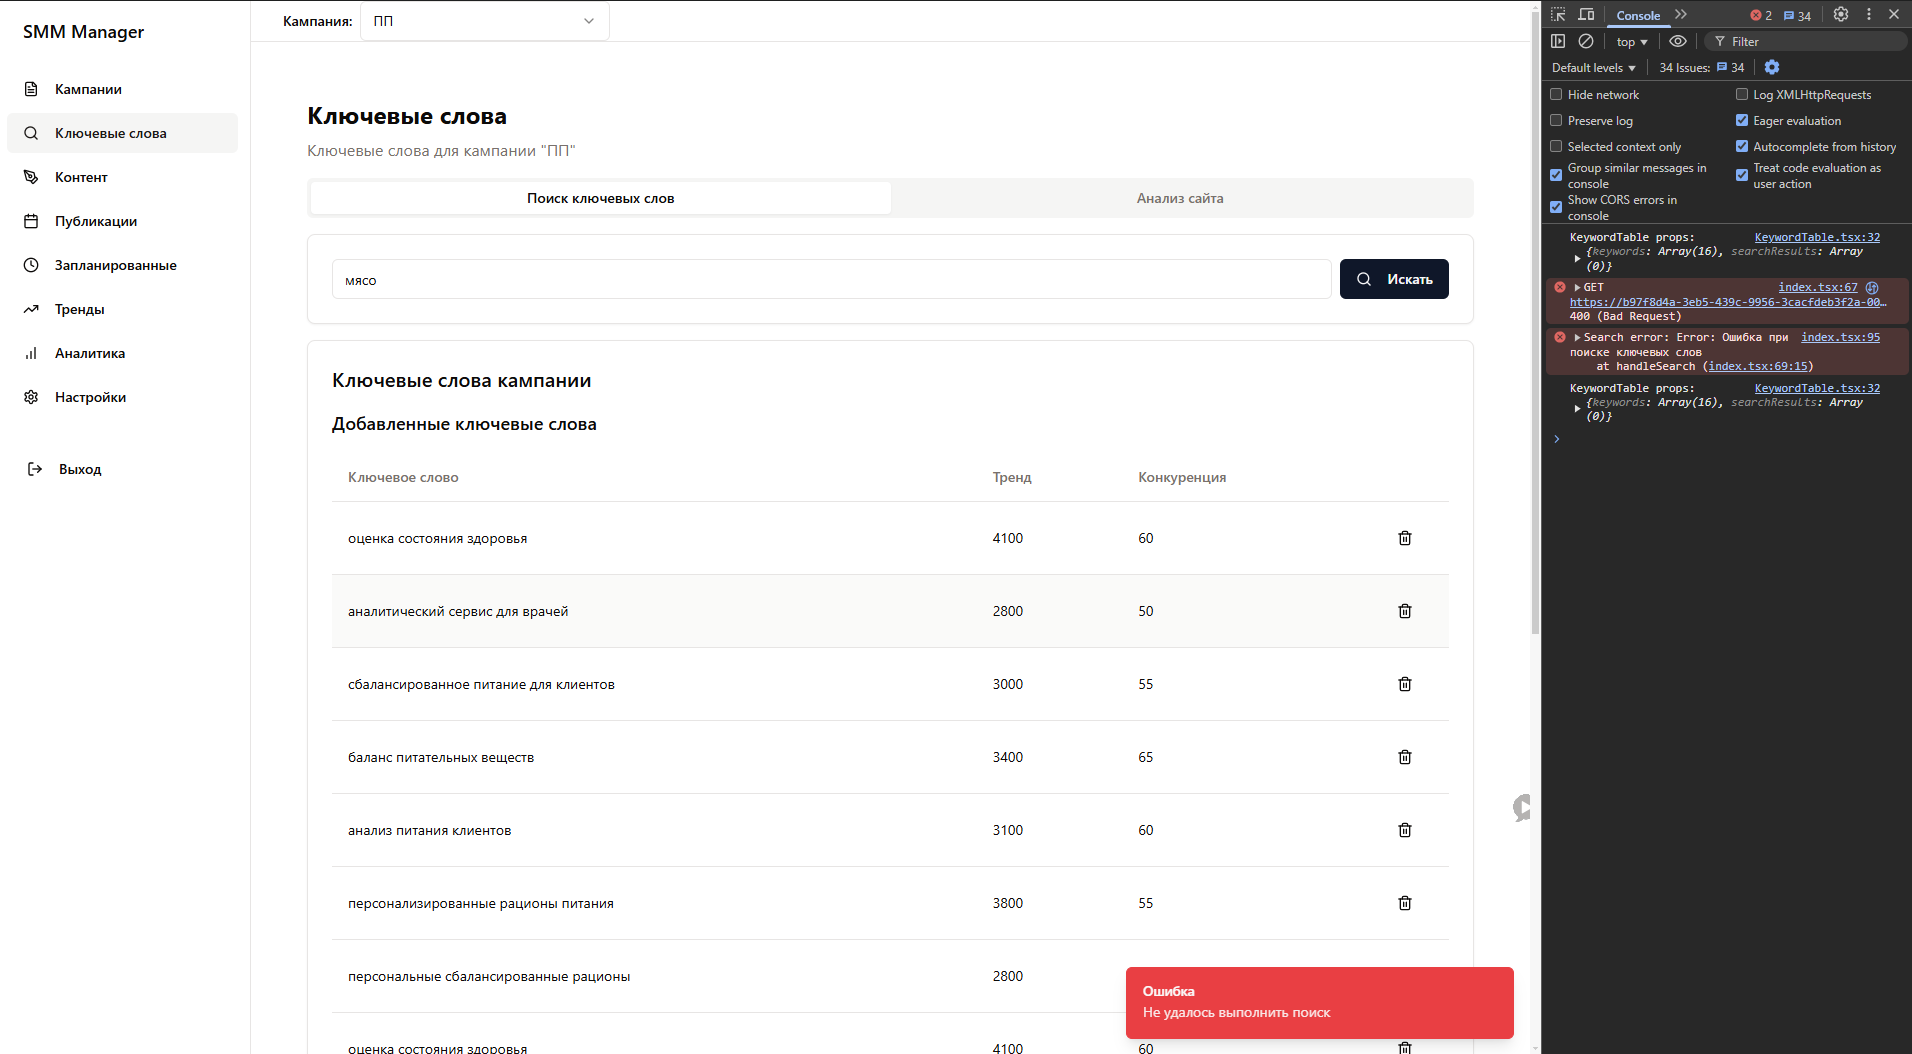 SMM Manager
Кампании
Ключевые слова
Контент
Публикации
Запланированные
Тренды
Аналитика
Настройки
Выход
Кампания:
ПП
Ключевые слова
Ключевые слова для кампании "ПП"
Поиск ключевых слов
Анализ сайта
мясо
Искать
Ключевые слова кампании
Добавленные ключевые слова
Ключевое слово Тренд Конкуренция
оценка состояния здоровья 4100 60
аналитический сервис для врачей 2800 50
сбалансированное питание для клиентов 3000 55
баланс питательных веществ 3400 65
анализ питания клиентов 3100 60
персонализированные рационы питания 3800 55
персональные сбалансированные рационы 2800
оценка состояния здоровья 4100 60
Ошибка
Не удалось выполнить поиск
Console 2 34
top Filter
Default levels 34 Issues: 34
Hide network Log XMLHttpRequests
Preserve log Eager evaluation
Selected context only Autocomplete from history
Group similar messages in console
Treat code evaluation as user action
Show CORS errors in console
KeywordTable props: KeywordTable.tsx:32
{keywords: Array(16), searchResults: Array
(0)}
GET index.tsx:67
https://b97f8d4a-3eb5-439c-9956-3cacfdeb3f2a-00…
400 (Bad Request)
Search error: Error: Ошибка при index.tsx:95
поиске ключевых слов
at handleSearch (index.tsx:69:15)
KeywordTable props: KeywordTable.tsx:32
{keywords: Array(16), searchResults: Array
(0)}